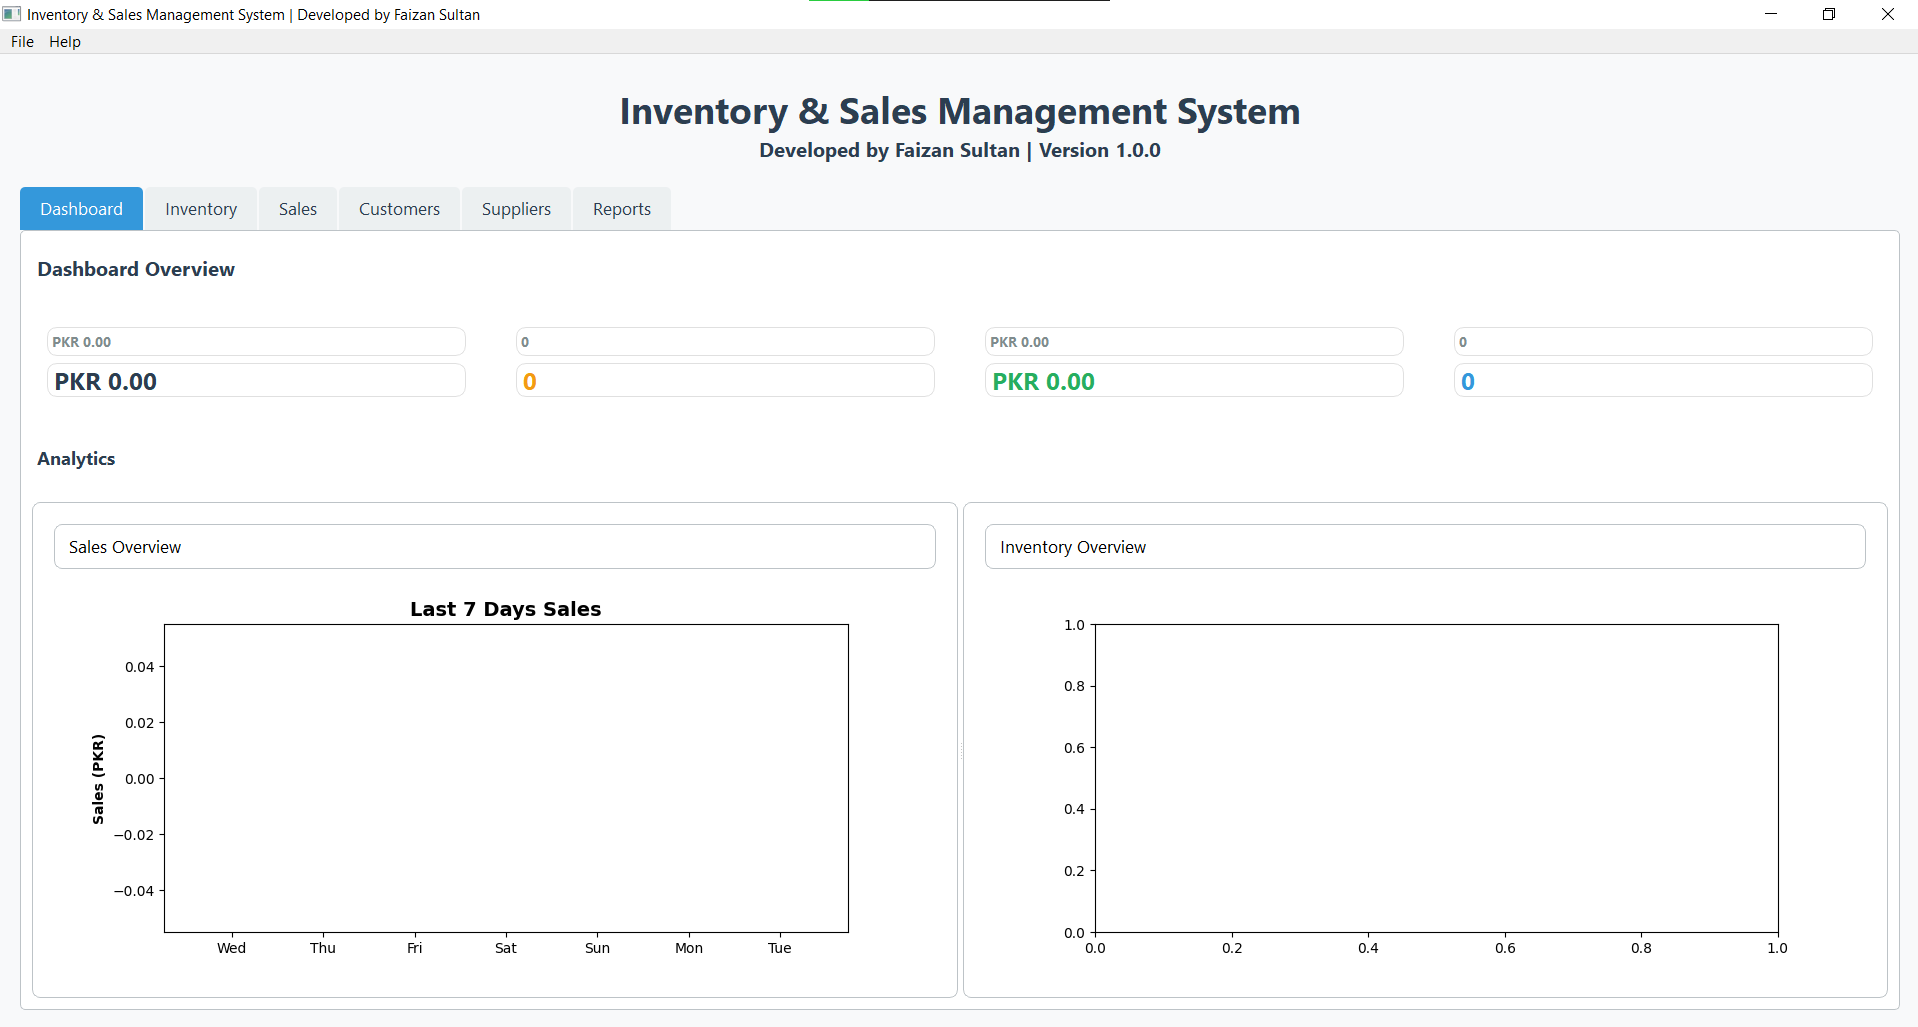 Inventory & Sales Management System | Developed by Faizan Sultan
File Help
Inventory & Sales Management System
Developed by Faizan Sultan | Version 1.0.0
Dashboard Inventory Sales Customers Suppliers Reports
Dashboard Overview
PKR 0.00 0 PKR 0.00 0
PKR 0.00 0 PKR 0.00 0
Analytics
Sales Overview
Last 7 Days Sales
Sales (PKR)
0.04
0.02
0.00
−0.02
−0.04
Wed Thu Fri Sat Sun Mon Tue
Inventory Overview
1.0
0.8
0.6
0.4
0.2
0.0
0.0 0.2 0.4 0.6 0.8 1.0